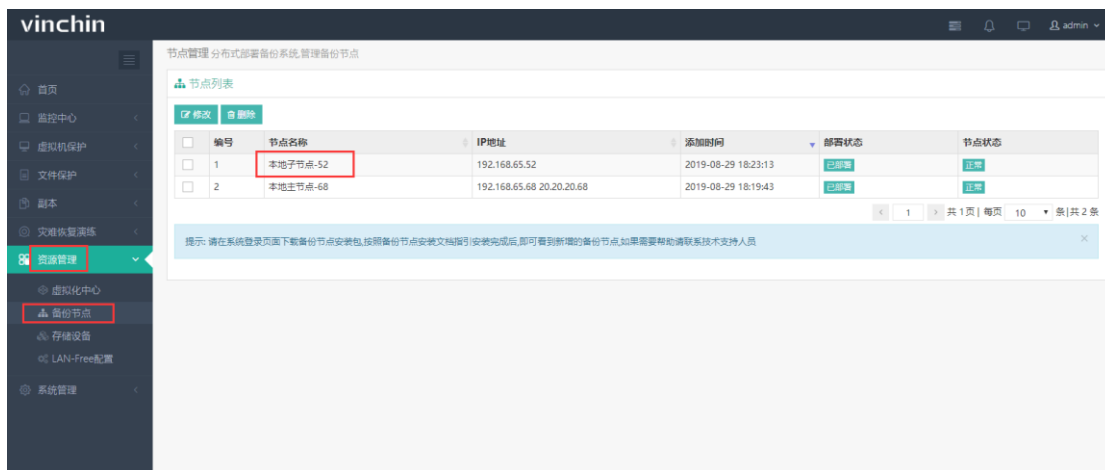 vinchin
admin
节点管理 分布式部署备份系统,管理备份节点
首页
监控中心
虚拟机保护
文件保护
副本
灾难恢复演练
资源管理
虚拟化中心
备份节点
存储设备
LAN-Free配置
系统管理
节点列表
修改 删除
编号 节点名称 IP地址 添加时间 部署状态 节点状态
1 本地子节点-52 192.168.65.52 2019-08-29 18:23:13 已部署 正常
2 本地主节点-68 192.168.65.68 20.20.20.68 2019-08-29 18:19:43 已部署 正常
< 1 > 共 1 页 | 每页 10 条 | 共 2 条
提示: 请在系统登录页面下载备份节点安装包,按照备份节点安装文档指引安装完成后,即可看到新增的备份节点,如果需要帮助请联系技术支持人员